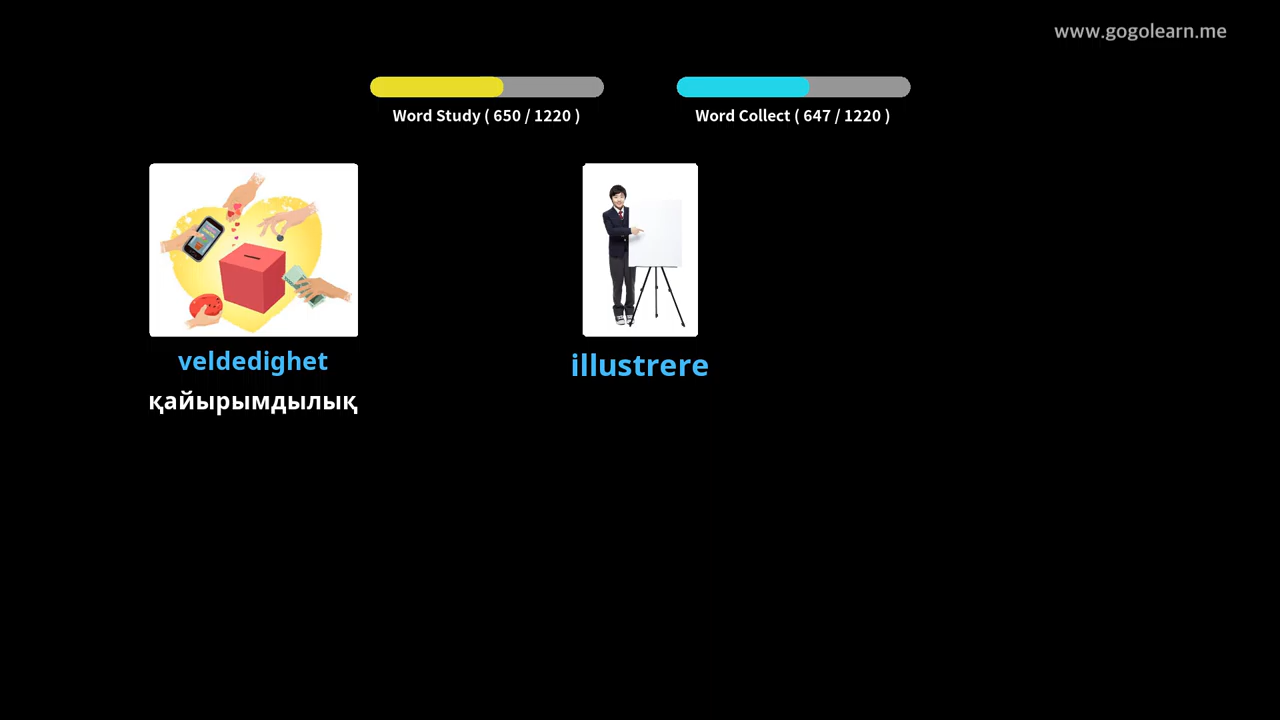 www.gogolearn.me
Word Study ( 650 / 1220 )
Word Collect ( 647 / 1220 )
veldedighet
қайырымдылық
illustrere